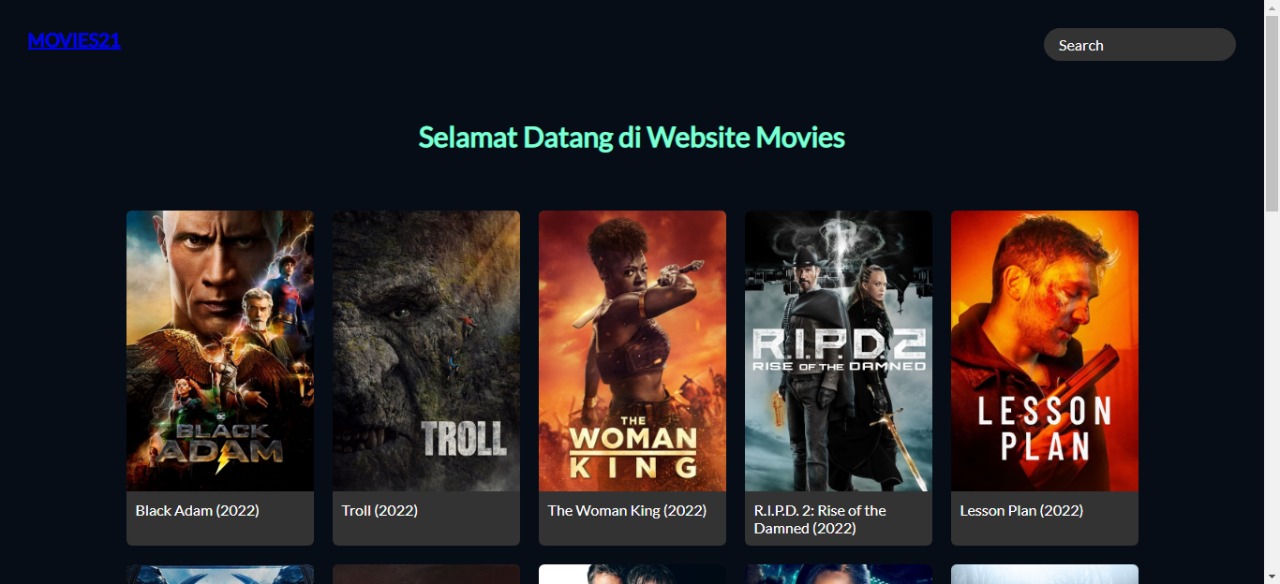 MOVIES21
Search
Selamat Datang di Website Movies
DC
BLACK
ADAM
TROLL
THE
WOMAN
KING
R.I.P.D.2
RISE OF THE DAMNED
LESSON
PLAN
Black Adam (2022)
Troll (2022)
The Woman King (2022)
R.I.P.D. 2: Rise of the
Damned (2022)
Lesson Plan (2022)